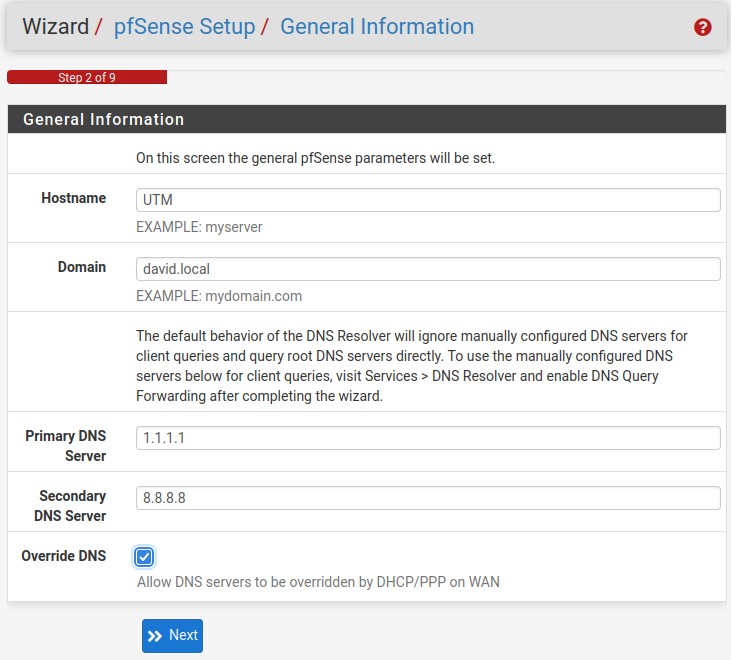 Wizard / pfSense Setup / General Information
Step 2 of 9
General Information
On this screen the general pfSense parameters will be set.
Hostname
UTM
EXAMPLE: myserver
Domain
david.local
EXAMPLE: mydomain.com
The default behavior of the DNS Resolver will ignore manually configured DNS servers for
client queries and query root DNS servers directly. To use the manually configured DNS
servers below for client queries, visit Services > DNS Resolver and enable DNS Query
Forwarding after completing the wizard.
Primary DNS
Server
1.1.1.1
Secondary
DNS Server
8.8.8.8
Override DNS
Allow DNS servers to be overridden by DHCP/PPP on WAN
Next